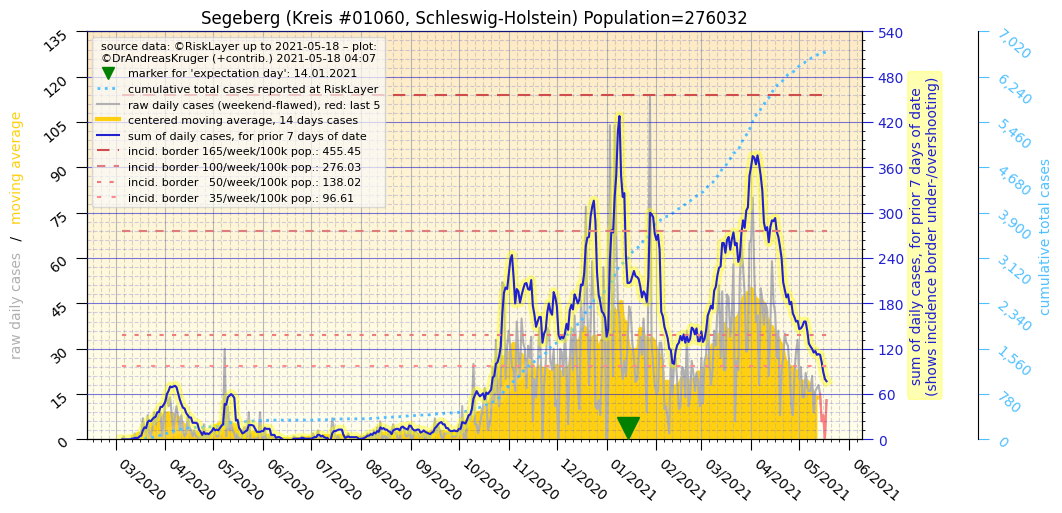 Segeberg (Kreis #01060, Schleswig-Holstein) Population=276032
source data: ©RiskLayer up to 2021-05-18 – plot:
©DrAndreasKruger (+contrib.) 2021-05-18 04:07
marker for 'expectation day': 14.01.2021
cumulative total cases reported at RiskLayer
raw daily cases (weekend-flawed), red: last 5
centered moving average, 14 days cases
sum of daily cases, for prior 7 days of date
incid. border 165/week/100k pop.: 455.45
incid. border 100/week/100k pop.: 276.03
incid. border 50/week/100k pop.: 138.02
incid. border 35/week/100k pop.: 96.61
raw daily cases / moving average
135
120
105
90
75
60
45
30
15
0
03/2020
04/2020
05/2020
06/2020
07/2020
08/2020
09/2020
10/2020
11/2020
12/2020
01/2021
02/2021
03/2021
04/2021
05/2021
06/2021
540
480
420
360
300
240
180
120
60
0
sum of daily cases, for prior 7 days of date
(shows incidence border under-/overshooting)
7,020
6,240
5,460
4,680
3,900
3,120
2,340
1,560
780
0
cumulative total cases